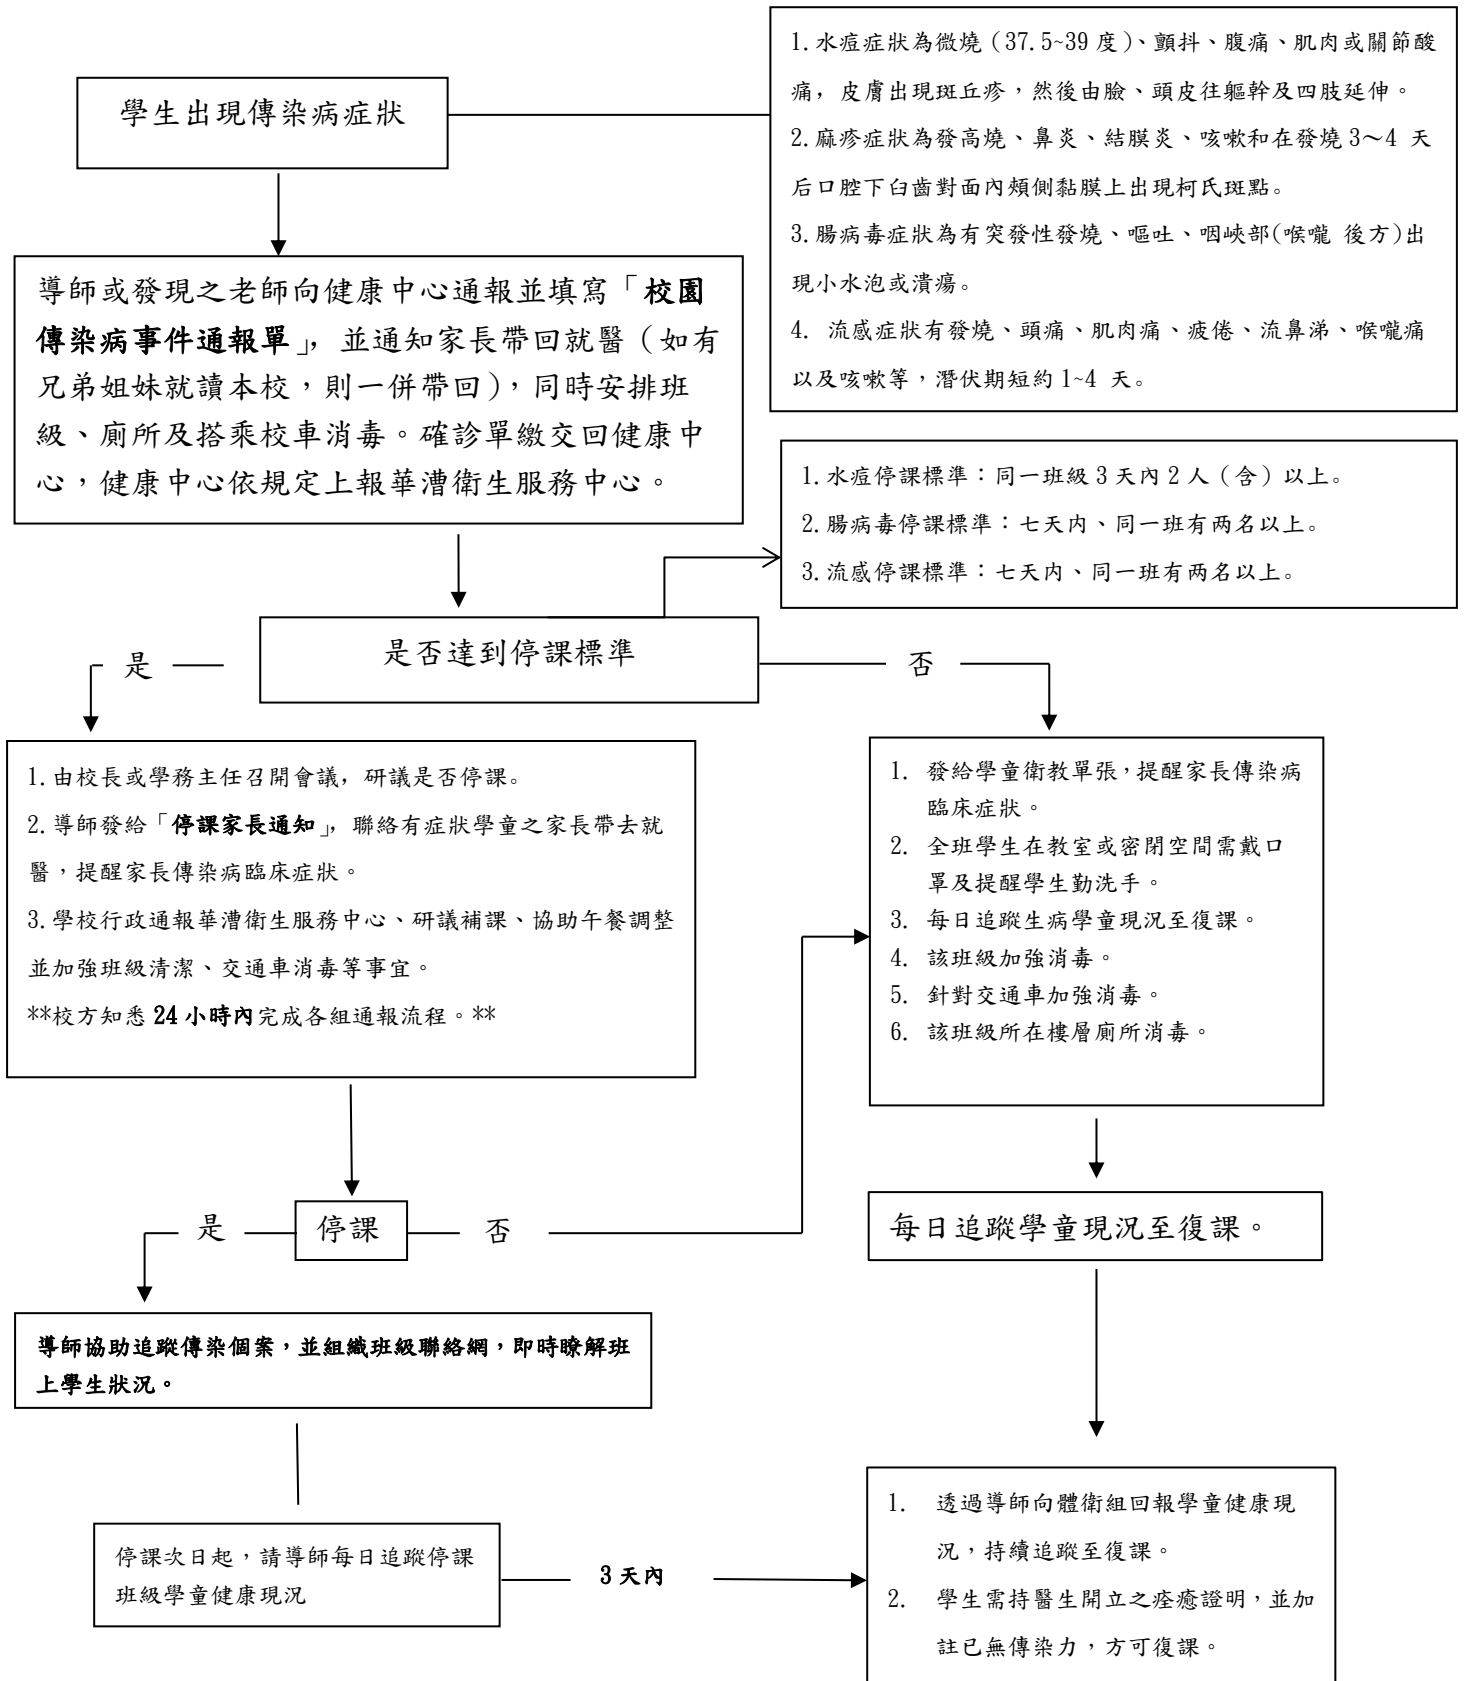 學生出現傳染病症狀
1.水痘症狀為微燒（37.5~39 度）、顫抖、腹痛、肌肉或關節酸
痛，皮膚出現斑丘疹，然後由臉、頭皮往軀幹及四肢延伸。
2.麻疹症狀為發高燒、鼻炎、結膜炎、咳嗽和在發燒 3～4 天
后口腔下臼齒對面內頰側黏膜上出現柯氏斑點。
3.腸病毒症狀為有突發性發燒、嘔吐、咽峽部(喉嚨 後方)出
現小水泡或潰瘍。
4. 流感症狀有發燒、頭痛、肌肉痛、疲倦、流鼻涕、喉嚨痛
以及咳嗽等，潛伏期短約 1~4 天。
導師或發現之老師向健康中心通報並填寫「校園
傳染病事件通報單」，並通知家長帶回就醫（如有
兄弟姐妹就讀本校，則一併帶回），同時安排班
級、廁所及搭乘校車消毒。確診單繳交回健康中
心，健康中心依規定上報華漕衛生服務中心。
1.水痘停課標準：同一班級 3 天內 2 人（含）以上。
2.腸病毒停課標準：七天内、同一班有两名以上。
3.流感停課標準：七天内、同一班有两名以上。
是否達到停課標準
是
否
1.由校長或學務主任召開會議，研議是否停課。
2.導師發給「停課家長通知」，聯絡有症狀學童之家長帶去就
醫，提醒家長傳染病臨床症狀。
3.學校行政通報華漕衛生服務中心、研議補課、協助午餐調整
並加強班級清潔、交通車消毒等事宜。
**校方知悉 24 小時內完成各組通報流程。**
1. 發給學童衛教單張，提醒家長傳染病
臨床症狀。
2. 全班學生在教室或密閉空間需戴口
罩及提醒學生勤洗手。
3. 每日追蹤生病學童現況至復課。
4. 該班級加強消毒。
5. 針對交通車加強消毒。
6. 該班級所在樓層廁所消毒。
是
停課
否
每日追蹤學童現況至復課。
導師協助追蹤傳染個案，並組織班級聯絡網，即時瞭解班
上學生狀況。
停課次日起，請導師每日追蹤停課
班級學童健康現況
3 天內
1. 透過導師向體衛組回報學童健康現
況，持續追蹤至復課。
2. 學生需持醫生開立之痊癒證明，並加
註已無傳染力，方可復課。